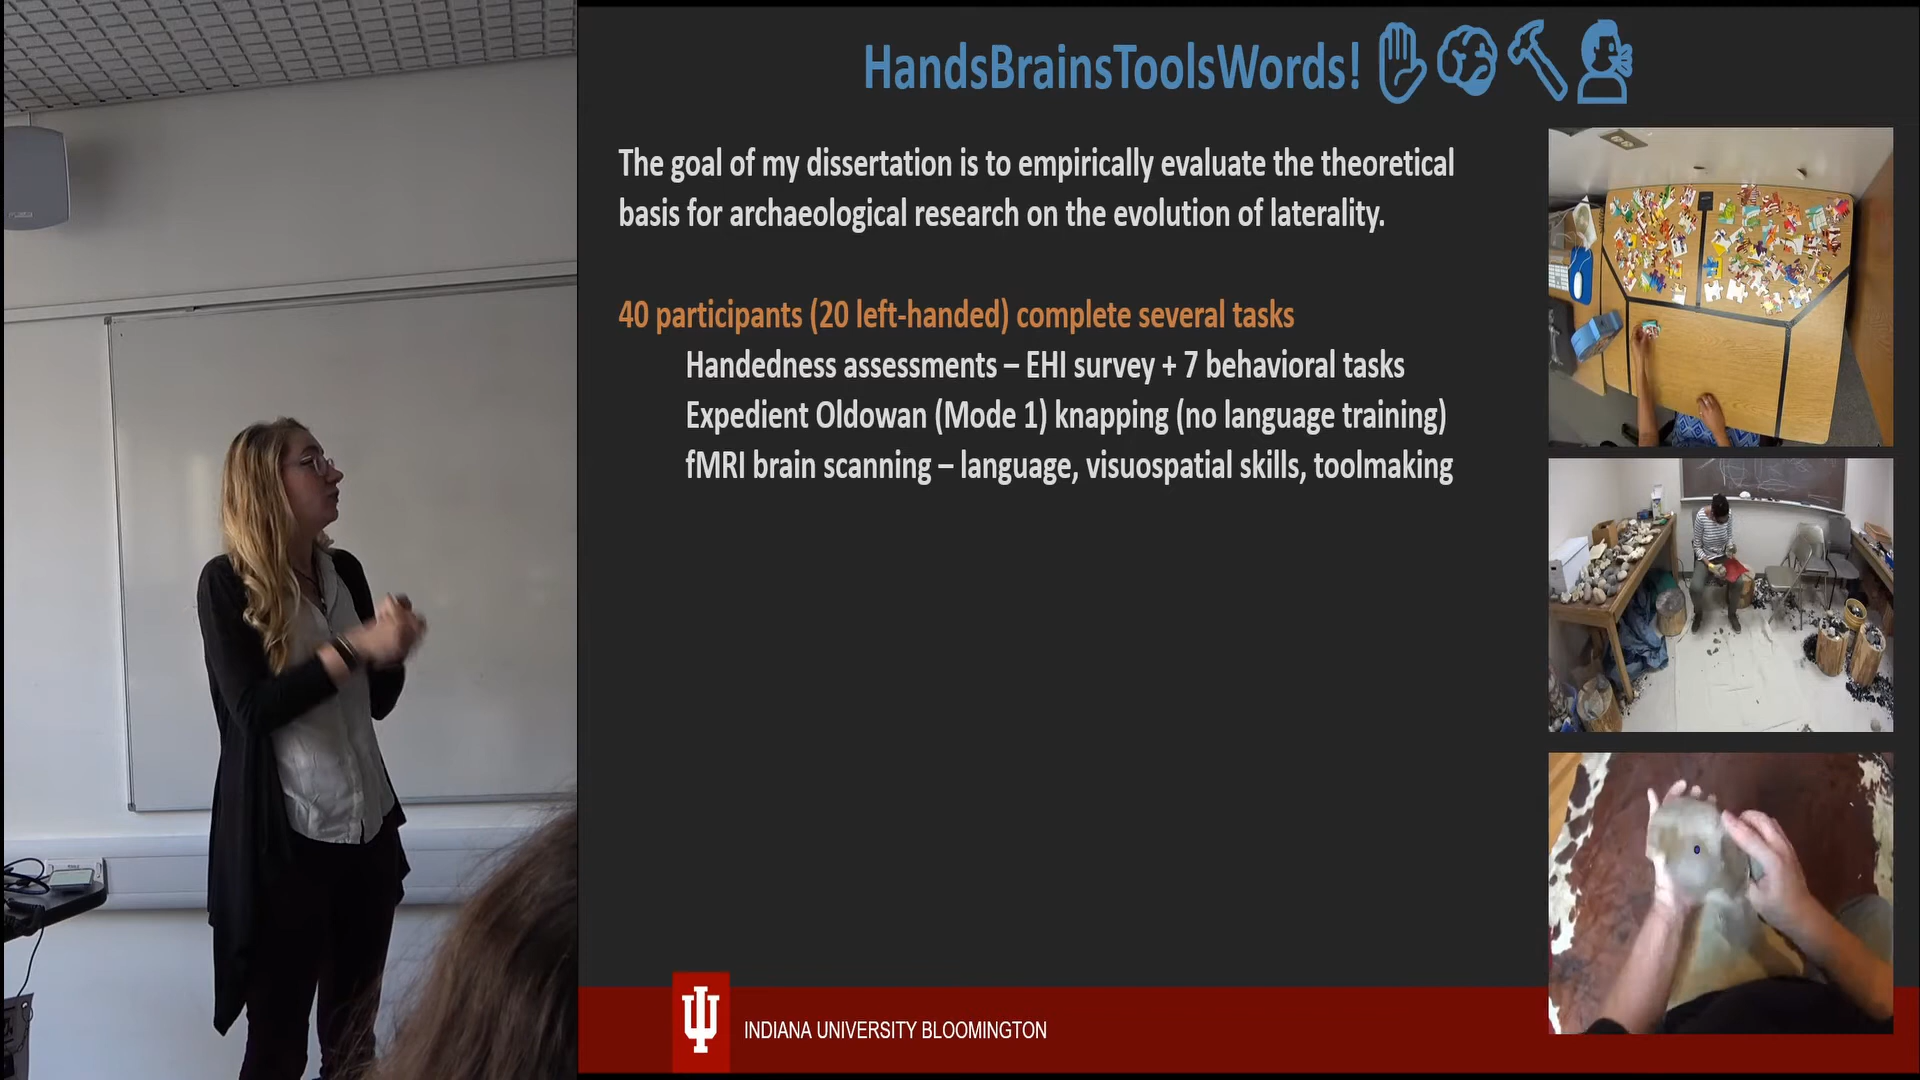 HandsBrainsToolsWords!
The goal of my dissertation is to empirically evaluate the theoretical
basis for archaeological research on the evolution of laterality.
40 participants (20 left-handed) complete several tasks
Handedness assessments – EHI survey + 7 behavioral tasks
Expedient Oldowan (Mode 1) knapping (no language training)
fMRI brain scanning – language, visuospatial skills, toolmaking
INDIANA UNIVERSITY BLOOMINGTON